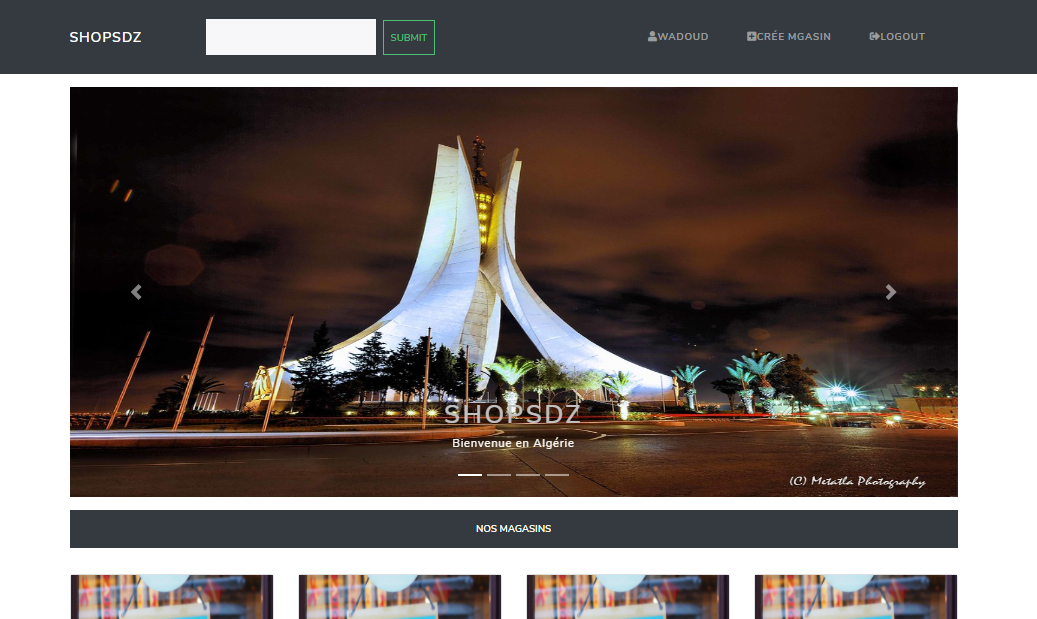 SHOPSDZ
SUBMIT
WADOUD
CRÉE MGASIN
LOGOUT
SHOPSDZ
Bienvenue en Algérie
(C) Metatla Photography
NOS MAGASINS